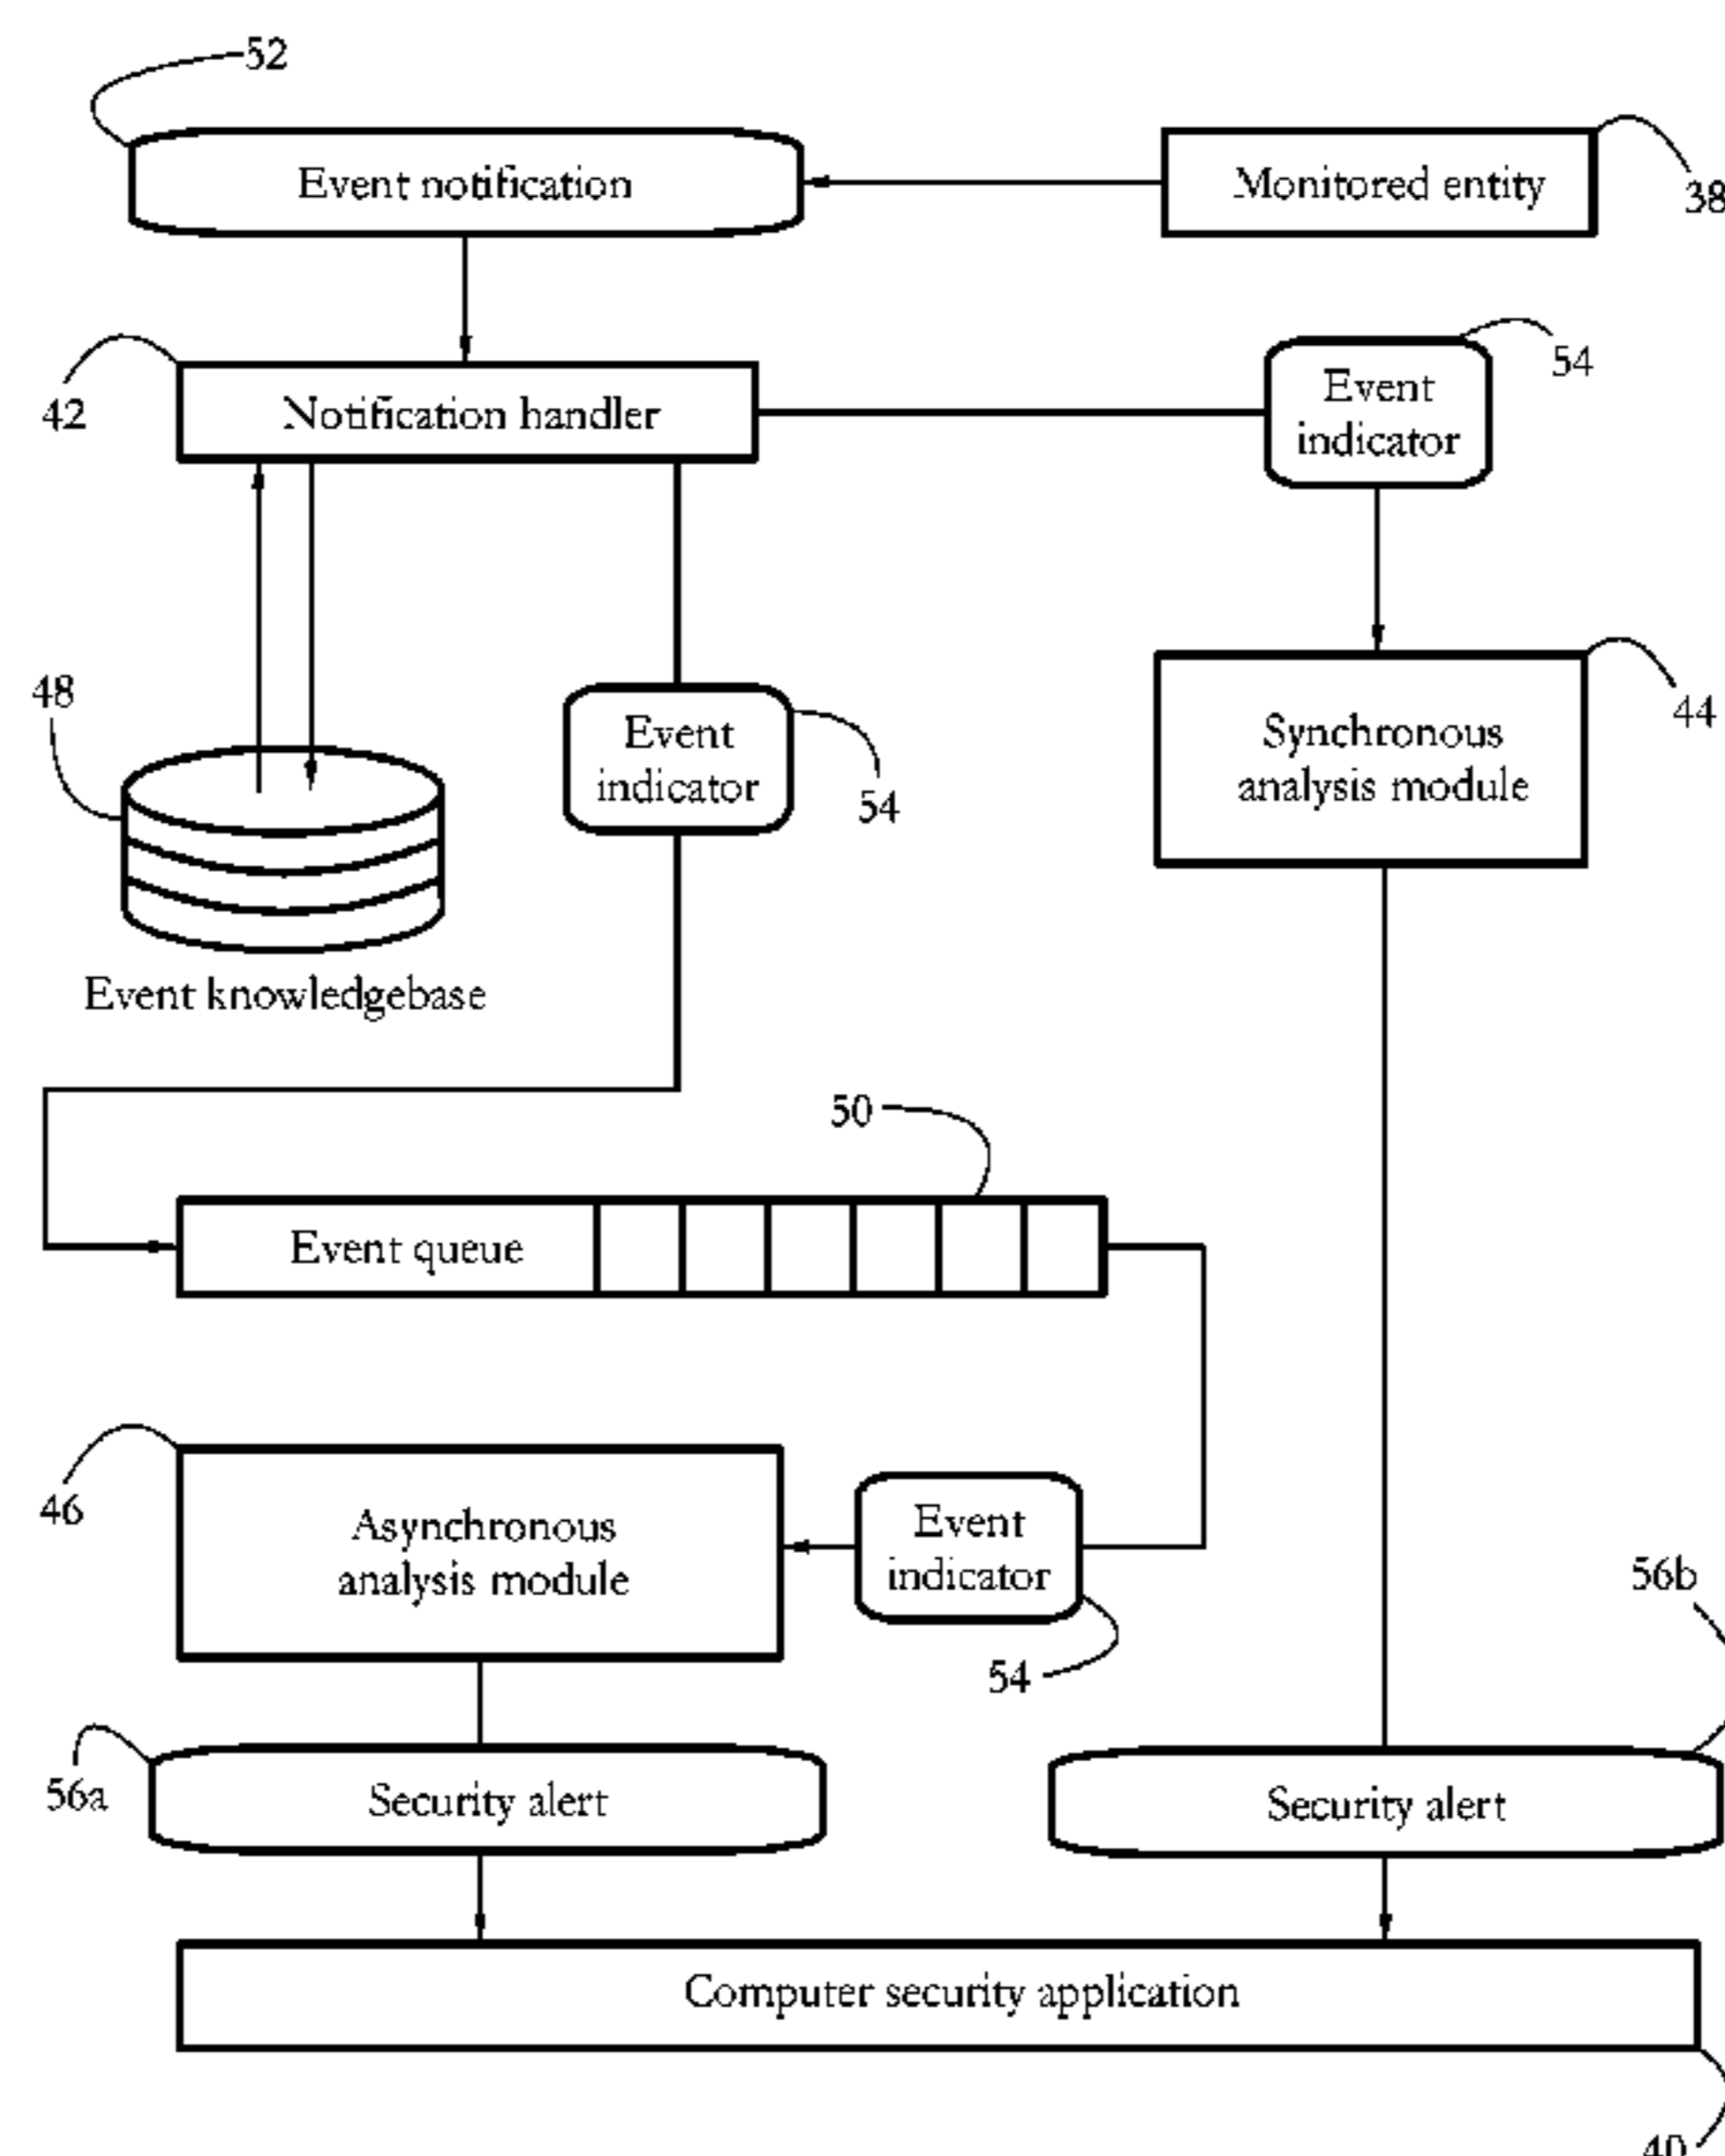 52
Event notification
Monitored entity
38
42
Notification handler
Event
indicator
54
48
Event
indicator
54
Synchronous
analysis module
44
Event knowledgebase
50
Event queue
46
Asynchronous
analysis module
Event
indicator
54
56b
56a
Security alert
Security alert
Computer security application
40